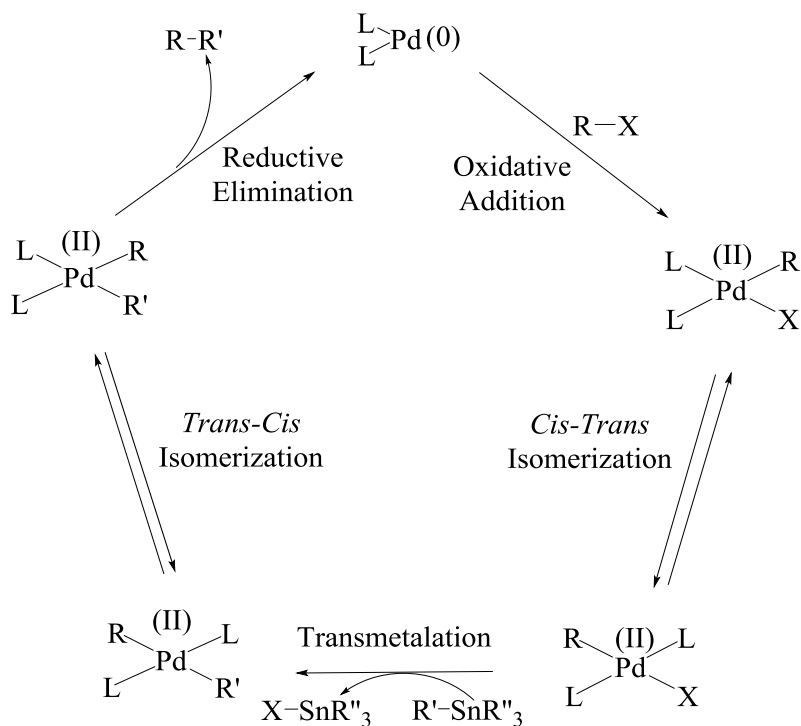 R-R'
L
L
Pd (0)
R—X
Reductive
Elimination
Oxidative
Addition
(II)
L
R
Pd
L
R'
(II)
L
R
Pd
L
X
Trans-Cis
Isomerization
Cis-Trans
Isomerization
(II)
R
L
Pd
L
R'
Transmetalation
X-SnR"₃
R'-SnR"₃
(II)
R
L
Pd
L
X